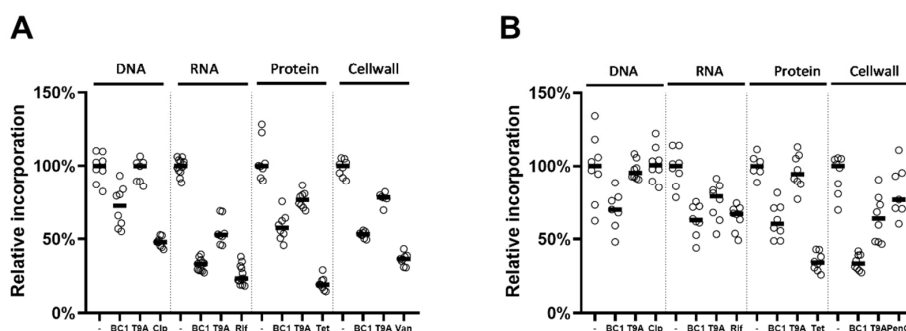 A
DNA RNA Protein Cellwall
Relative incorporation
150%
100%
50%
0%
- BC1 T9A Cip - BC1 T9A Rif - BC1 T9A Tet - BC1 T9A Van
B
DNA RNA Protein Cellwall
Relative incorporation
150%
100%
50%
0%
- BC1 T9A Cip - BC1 T9A Rif - BC1 T9A Tet - BC1 T9APenG